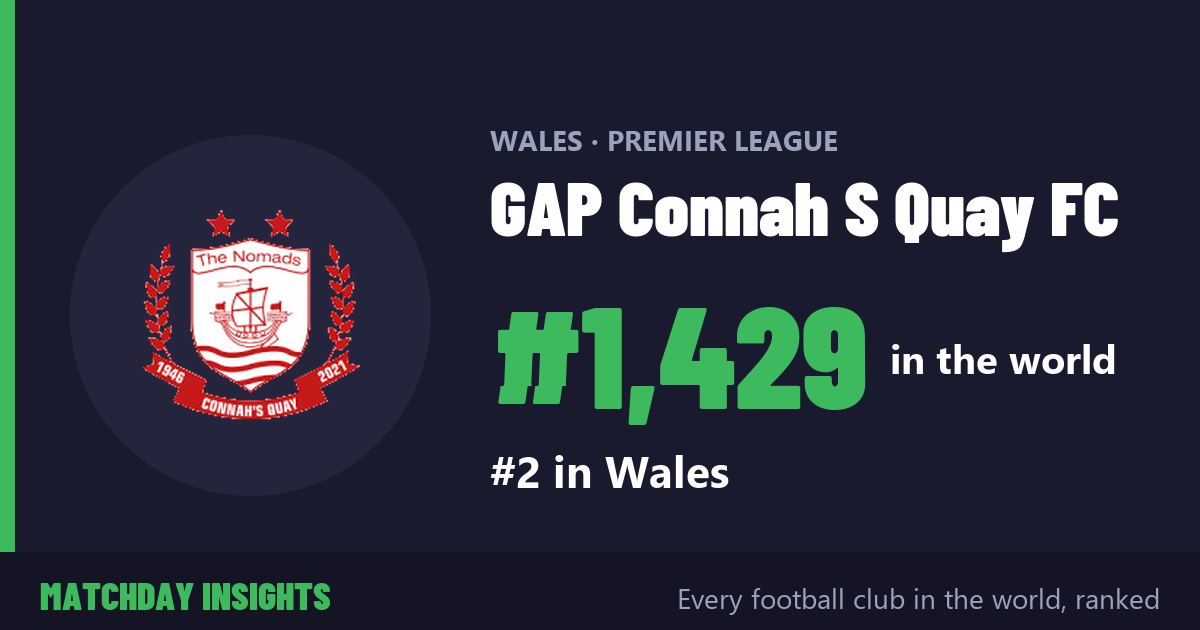 WALES · PREMIER LEAGUE
GAP Connah S Quay FC
#1,429 in the world
#2 in Wales
The Nomads
1946
2021
CONNAH'S QUAY
MATCHDAY INSIGHTS
Every football club in the world, ranked